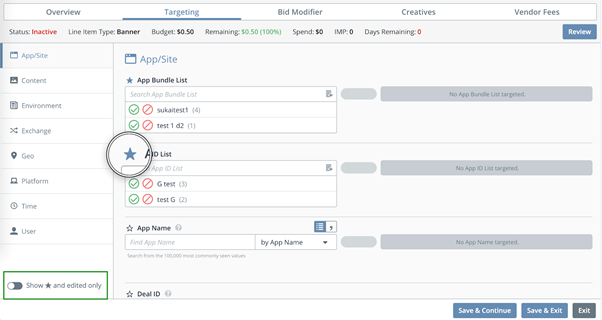 Overview Targeting Bid Modifier Creatives Vendor Fees
Status: Inactive Line Item Type: Banner Budget: $0.50 Remaining: $0.50 (100%) Spend: $0 IMP: 0 Days Remaining: 0 Review
App/Site
Content
Environment
Exchange
Geo
Platform
Time
User
Show ★ and edited only
App/Site
★ App Bundle List
Search App Bundle List
No App Bundle List targeted.
sukaitest1 (4)
test 1 d2 (1)
★ A ID List
App ID List
No App ID List targeted.
G test (3)
test G (2)
☆ App Name ?
Find App Name by App Name
No App Name targeted.
Search from the 100,000 most commonly seen values
☆ Deal ID ?
Save & Continue Save & Exit Exit